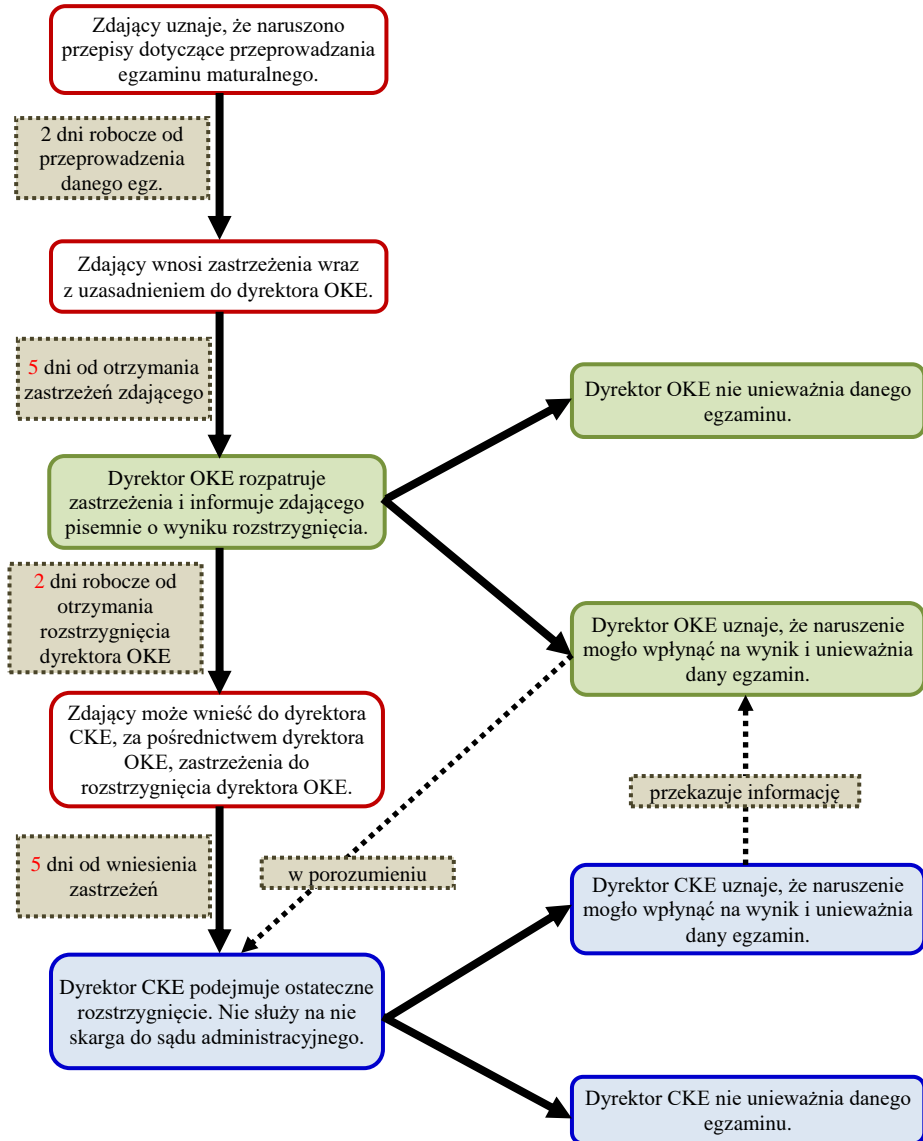 Zdający uznaje, że naruszono
przepisy dotyczące przeprowadzania
egzaminu maturalnego.
2 dni robocze od
przeprowadzenia
danego egz.
Zdający wnosi zastrzeżenia wraz
z uzasadnieniem do dyrektora OKE.
5 dni od otrzymania
zastrzeżeń zdającego
Dyrektor OKE nie unieważnia danego
egzaminu.
Dyrektor OKE rozpatruje
zastrzeżenia i informuje zdającego
pisemnie o wyniku rozstrzygnięcia.
2 dni robocze od
otrzymania
rozstrzygnięcia
dyrektora OKE
Dyrektor OKE uznaje, że naruszenie
mogło wpłynąć na wynik i unieważnia
dany egzamin.
Zdający może wnieść do dyrektora
CKE, za pośrednictwem dyrektora
OKE, zastrzeżenia do
rozstrzygnięcia dyrektora OKE.
przekazuje informację
5 dni od wniesienia
zastrzeżeń
w porozumieniu
Dyrektor CKE uznaje, że naruszenie
mogło wpłynąć na wynik i unieważnia
dany egzamin.
Dyrektor CKE podejmuje ostateczne
rozstrzygnięcie. Nie służy na nie
skarga do sądu administracyjnego.
Dyrektor CKE nie unieważnia danego
egzaminu.